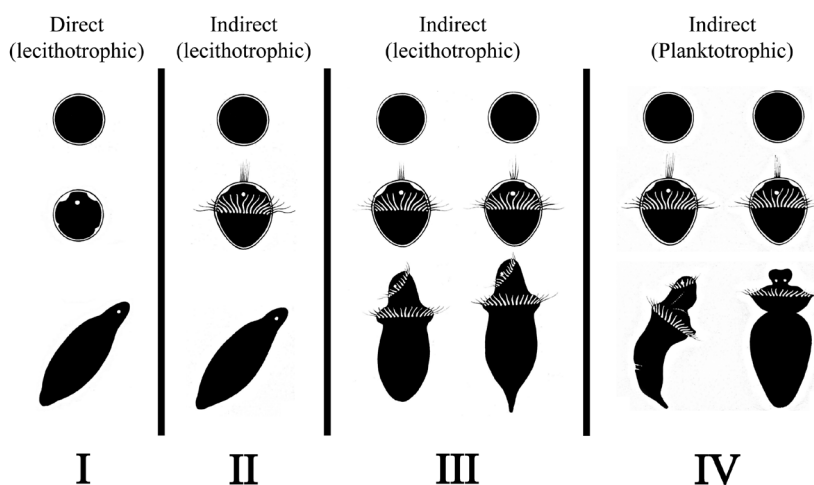 Direct
(lecithotrophic)
Indirect
(lecithotrophic)
Indirect
(lecithotrophic)
Indirect
(Planktotrophic)
I
II
III
IV